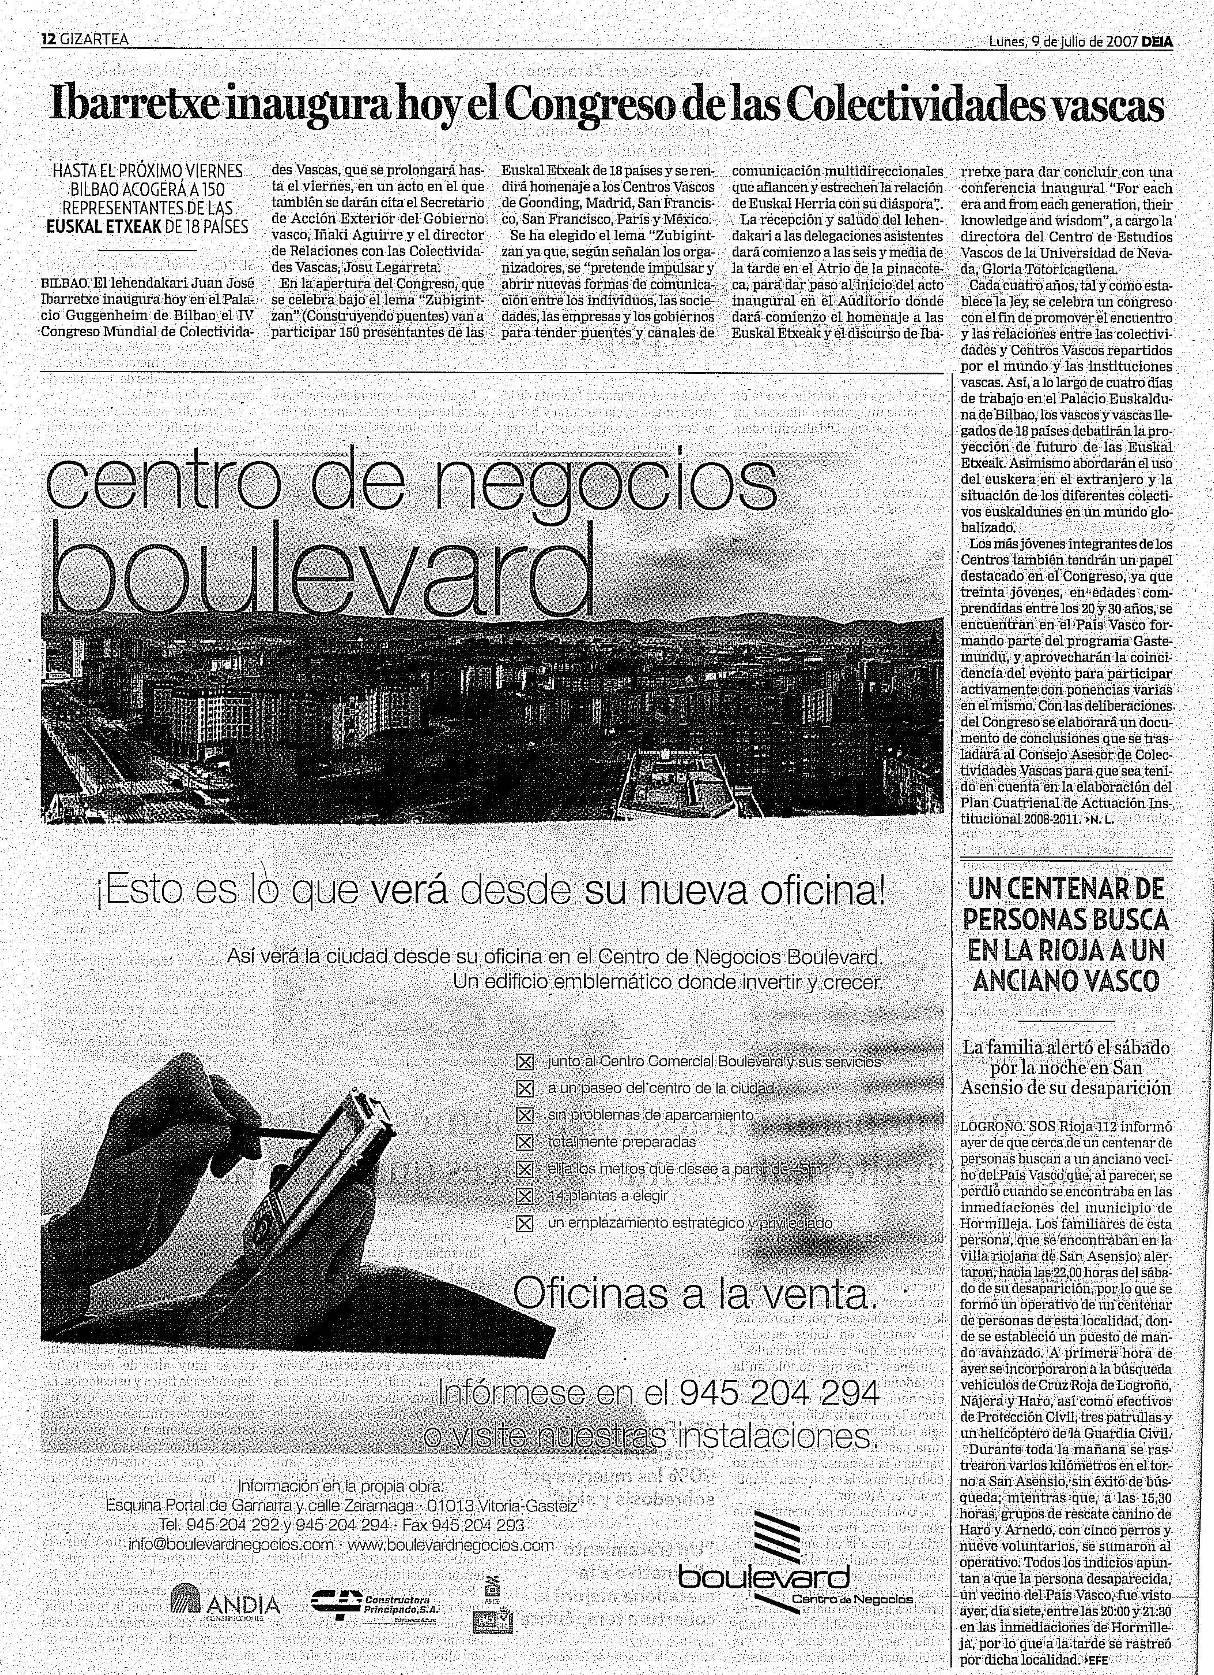 12 GIZARTEA
Lunes, 9 de julio de 2007 DEIA
Ibarretxe inaugura hoy el Congreso de las Colectividades vascas
HASTA EL PRÓXIMO VIERNES
BILBAO ACOGERÁ A 150
REPRESENTANTES DE LAS
EUSKAL ETXEAK DE 18 PAÍSES
BILBAO. El lehendakari Juan José
Ibarretxe inaugura hoy en el Pala-
cio Guggenheim de Bilbao el IV
Congreso Mundial de Colectivida-
des Vascas, que se prolongará has-
ta el viernes, en un acto en el que
también se darán cita el Secretario
de Acción Exterior del Gobierno
vasco, Iñaki Aguirre y el director
de Relaciones con las Colectivida-
des Vascas, Josu Legarreta.
En la apertura del Congreso, que
se celebra bajo el lema "Zubigint-
zan" (Construyendo puentes) van a
participar 150 presentantes de las
Euskal Etxeak de 18 países y se ren-
dirá homenaje a los Centros Vascos
de Goonding, Madrid, San Francis-
co, San Francisco, París y México.
Se ha elegido el lema "Zubigint-
zan ya que, según señalan los orga-
nizadores, se "pretende impulsar y
abrir nuevas formas de comunica-
ción entre los individuos, las socie-
dades, las empresas y los gobiernos
para tender puentes y canales de
comunicación multidireccionales
que afiancen y estrechen la relación
de Euskal Herria con su diáspora".
La recepción y saludo del lehen-
dakari a las delegaciones asistentes
dará comienzo a las seis y media de
la tarde en el Atrio de la pinacote-
ca, para dar paso al inicio del acto
inaugural en el Auditorio donde
dará comienzo el homenaje a las
Euskal Etxeak y el discurso de Iba-
rretxe para dar concluir con una
conferencia inaugural "For each
era and from each generation, their
knowledge and wisdom", a cargo la
directora del Centro de Estudios
Vascos de la Universidad de Neva-
da, Gloria Totoricagüena.
Cada cuatro años, tal y como esta-
blece la ley, se celebra un congreso
con el fin de promover el encuentro
y las relaciones entre las colectivi-
dades y Centros Vascos repartidos
por el mundo y las instituciones
vascas. Así, a lo largo de cuatro días
de trabajo en el Palacio Euskaldu-
na de Bilbao, los vascos y vascas lle-
gados de 18 países debatirán la pro-
yección de futuro de las Euskal
Etxeak. Asimismo abordarán el uso
del euskera en el extranjero y la
situación de los diferentes colecti-
vos euskaldunes en un mundo glo-
balizado.
Los más jóvenes integrantes de los
Centros también tendrán un papel
destacado en el Congreso, ya que
treinta jóvenes, en edades com-
prendidas entre los 20 y 30 años, se
encuentran en el País Vasco for-
mando parte del programa Gaste-
mundu, y aprovecharán la coinci-
dencia del evento para participar
activamente con ponencias varias
en el mismo. Con las deliberaciones
del Congreso se elaborará un docu-
mento de conclusiones que se tras-
ladará al Consejo Asesor de Colec-
tividades Vascas para que sea teni-
do en cuenta en la elaboración del
Plan Cuatrienal de Actuación Ins-
titucional 2008-2011. >N. L.
centro de negocios
boulevard
¡Esto es lo que verá desde su nueva oficina!
Así verá la ciudad desde su oficina en el Centro de Negocios Boulevard.
Un edificio emblemático donde invertir y crecer.
junto al Centro Comercial Boulevard y sus servicios
a un paseo del centro de la ciudad
sin problemas de aparcamiento
totalmente preparadas
elija los metros que desee a partir de 45m²
14 plantas a elegir
un emplazamiento estratégico y privilegiado
Oficinas a la venta.
Infórmese en el 945 204 294
o visite nuestras instalaciones.
Información en la propia obra:
Esquina Portal de Gamarra y calle Zaramaga · 01013 Vitoria-Gasteiz
Tel. 945 204 292 y 945 204 294 · Fax 945 204 293
info@boulevardnegocios.com · www.boulevardnegocios.com
ANDIA
CONSTRUCCIONES
Constructora
Principado, S.A.
boulevard
Centro de Negocios
UN CENTENAR DE
PERSONAS BUSCA
EN LA RIOJA A UN
ANCIANO VASCO
La familia alertó el sábado
por la noche en San
Asensio de su desaparición
LOGROÑO. SOS Rioja 112 informó
ayer de que cerca de un centenar de
personas buscan a un anciano veci-
no del País Vasco que, al parecer, se
perdió cuando se encontraba en las
inmediaciones del municipio de
Hormilleja. Los familiares de esta
persona, que se encontraban en la
villa riojana de San Asensio, aler-
taron, hacia las 22,00 horas del sába-
do de su desaparición, por lo que se
formó un operativo de un centenar
de personas de esta localidad, don-
de se estableció un puesto de man-
do avanzado. A primera hora de
ayer se incorporaron a la búsqueda
vehículos de Cruz Roja de Logroño,
Nájera y Haro, así como efectivos
de Protección Civil, tres patrullas y
un helicóptero de la Guardia Civil.
Durante toda la mañana se ras-
trearon varios kilómetros en el tor-
no a San Asensio, sin éxito de bús-
queda; mientras que, a las 15,30
horas, grupos de rescate canino de
Haro y Arnedo, con cinco perros y
nueve voluntarios, se sumaron al
operativo. Todos los indicios apun-
tan a que la persona desaparecida,
un vecino del País Vasco, fue visto
ayer, día siete, entre las 20:00 y 21:30
en las inmediaciones de Hormille-
ja, por lo que a la tarde se rastreó
por dicha localidad. >EFE